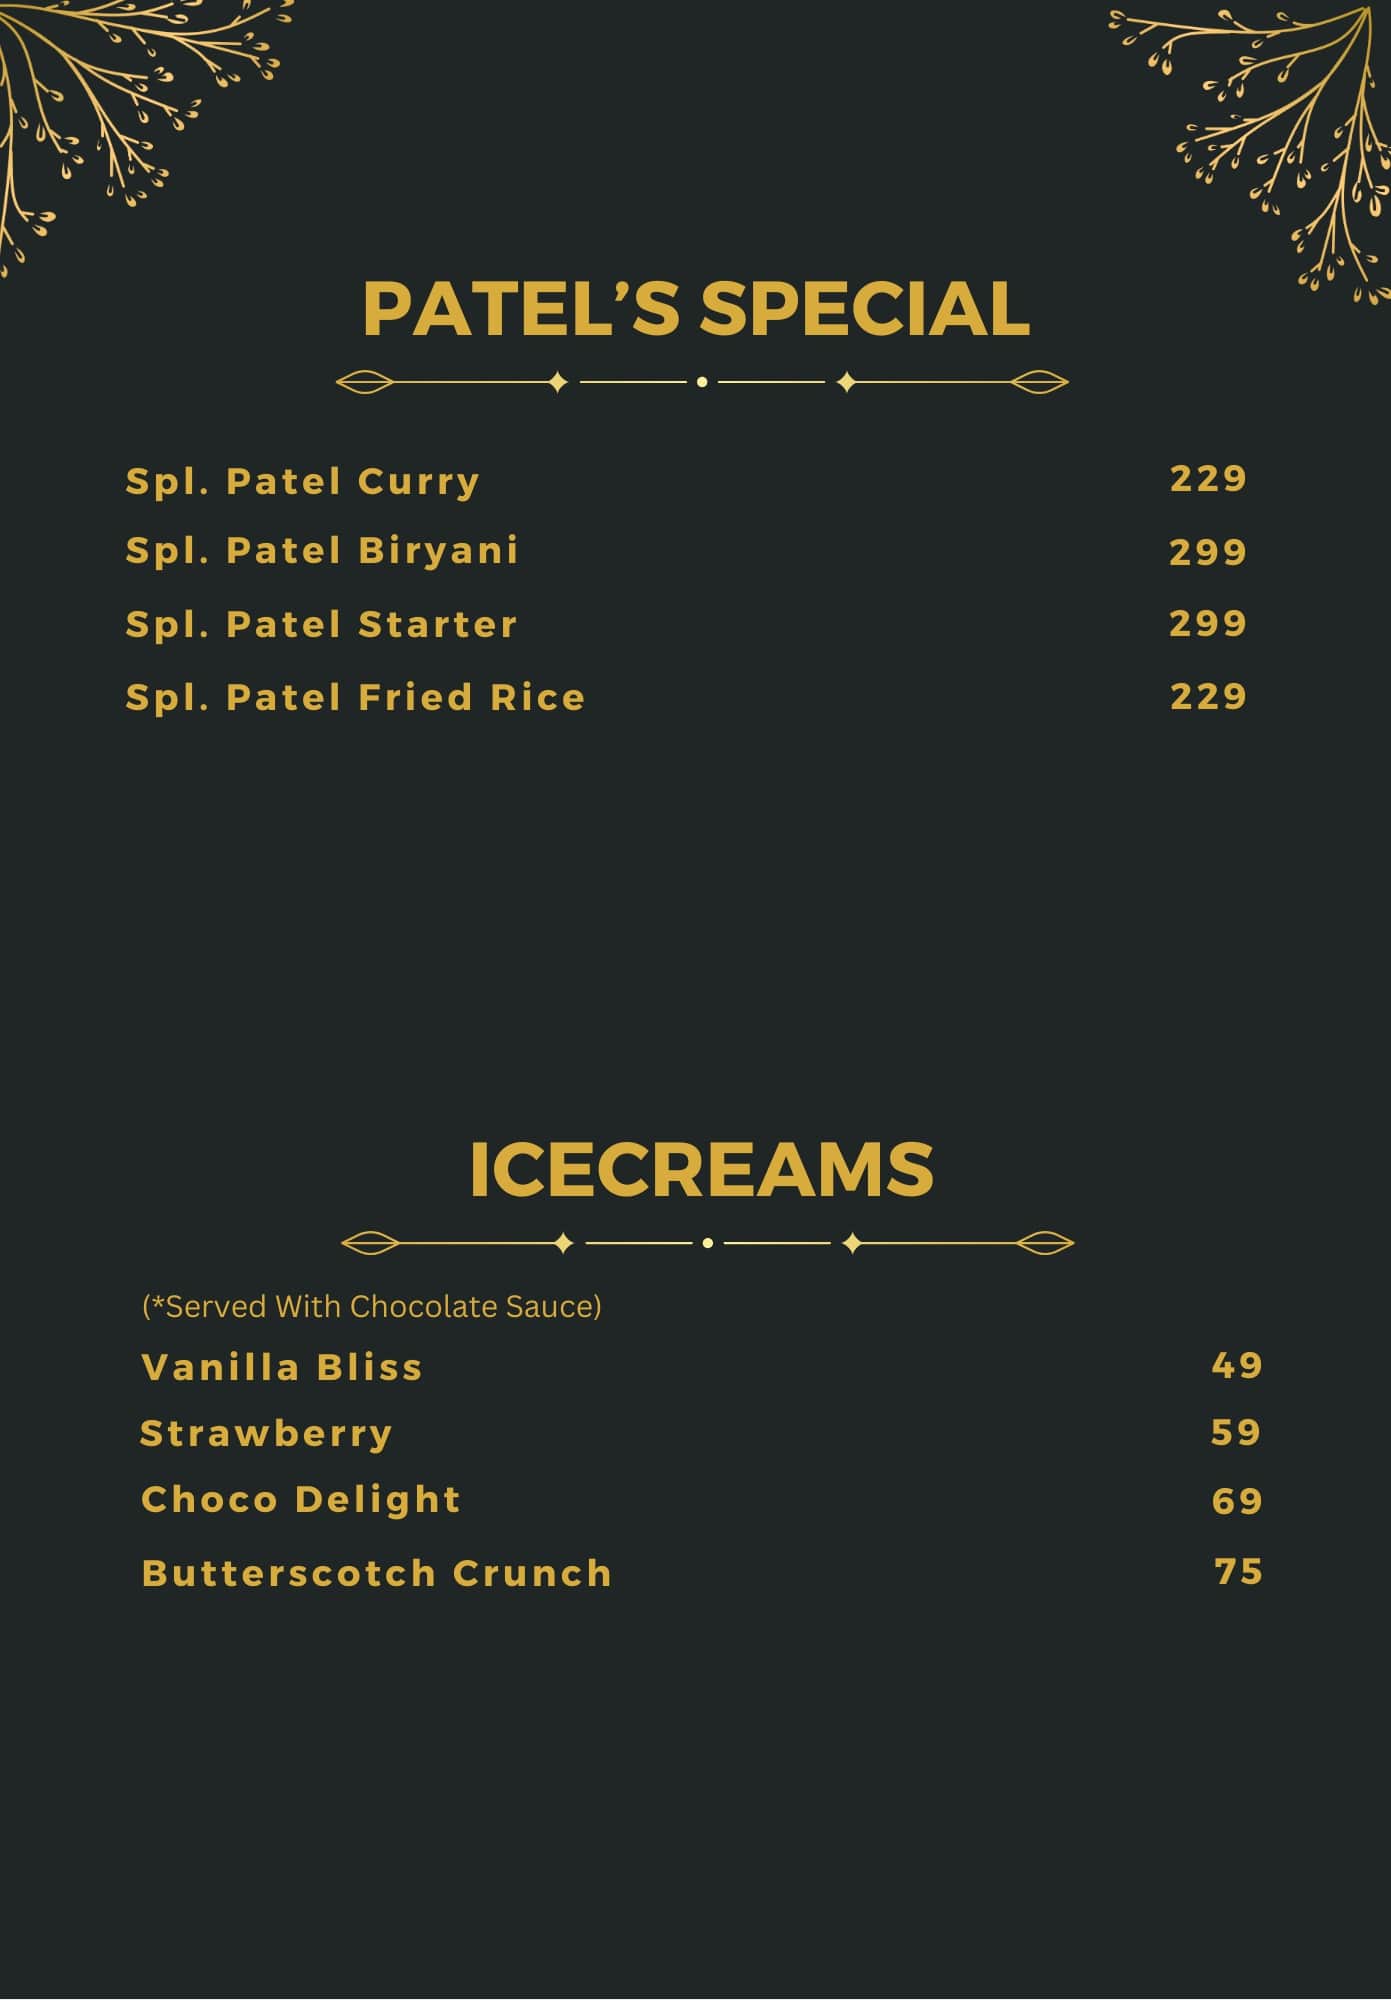 PATEL’S SPECIAL
Spl. Patel Curry 229
Spl. Patel Biryani 299
Spl. Patel Starter 299
Spl. Patel Fried Rice 229
ICECREAMS
(*Served With Chocolate Sauce)
Vanilla Bliss 49
Strawberry 59
Choco Delight 69
Butterscotch Crunch 75